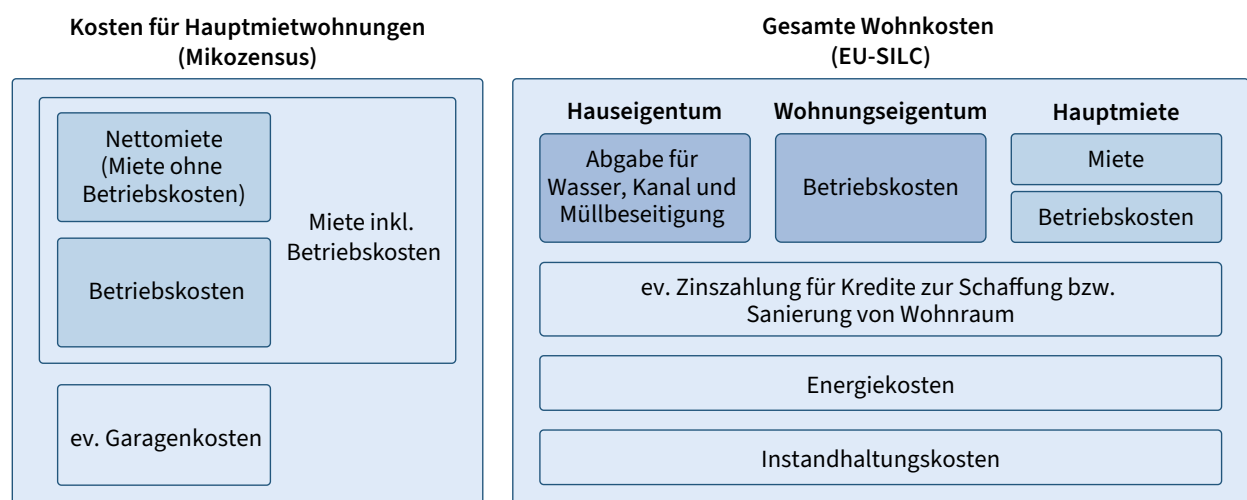 Kosten für Hauptmietwohnungen
(Mikozensus)
Nettomiete
(Miete ohne
Betriebskosten)
Betriebskosten
Miete inkl.
Betriebskosten
ev. Garagenkosten
Gesamte Wohnkosten
(EU-SILC)
Hauseigentum
Abgabe für
Wasser, Kanal und
Müllbeseitigung
Wohnungseigentum
Betriebskosten
Hauptmiete
Miete
Betriebskosten
ev. Zinszahlung für Kredite zur Schaffung bzw.
Sanierung von Wohnraum
Energiekosten
Instandhaltungskosten